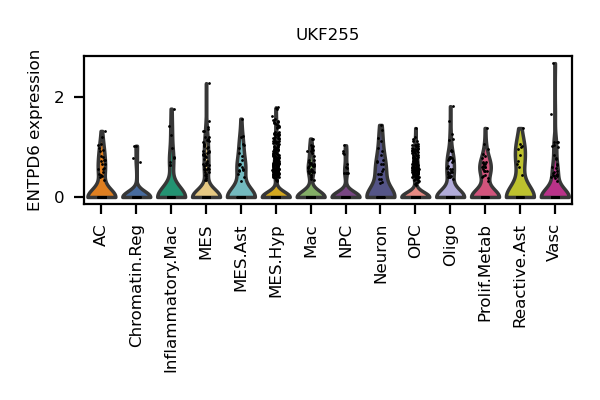 UKF255
ENTPD6 expression
2
0
AC
Chromatin.Reg
Inflammatory.Mac
MES
MES.Ast
MES.Hyp
Mac
NPC
Neuron
OPC
Oligo
Prolif.Metab
Reactive.Ast
Vasc